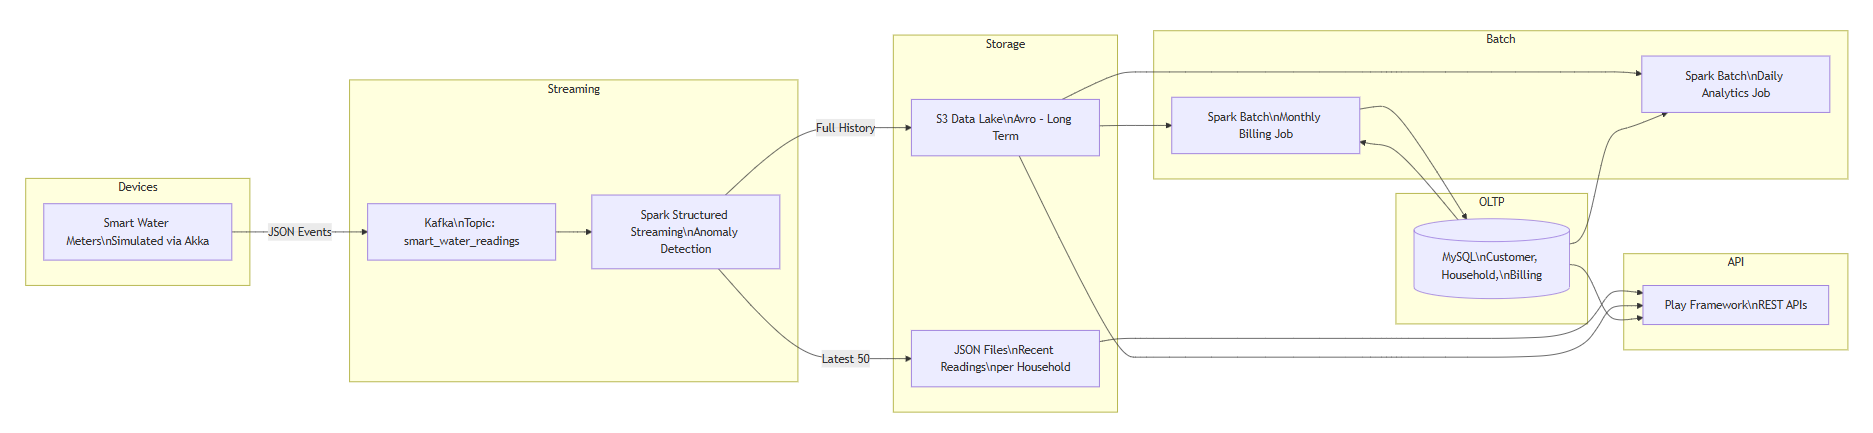 Devices
Smart Water
Meters\nSimulated via Akka
JSON Events
Streaming
Kafka\nTopic:
smart_water_readings
Spark Structured
Streaming\nAnomaly
Detection
Full History
Latest 50
Storage
S3 Data Lake\nAvro - Long
Term
JSON Files\nRecent
Readings\nper Household
Batch
Spark Batch\nMonthly
Billing Job
Spark Batch\nDaily
Analytics Job
OLTP
MySQL\nCustomer,
Household,\nBilling
API
Play Framework\nREST APIs